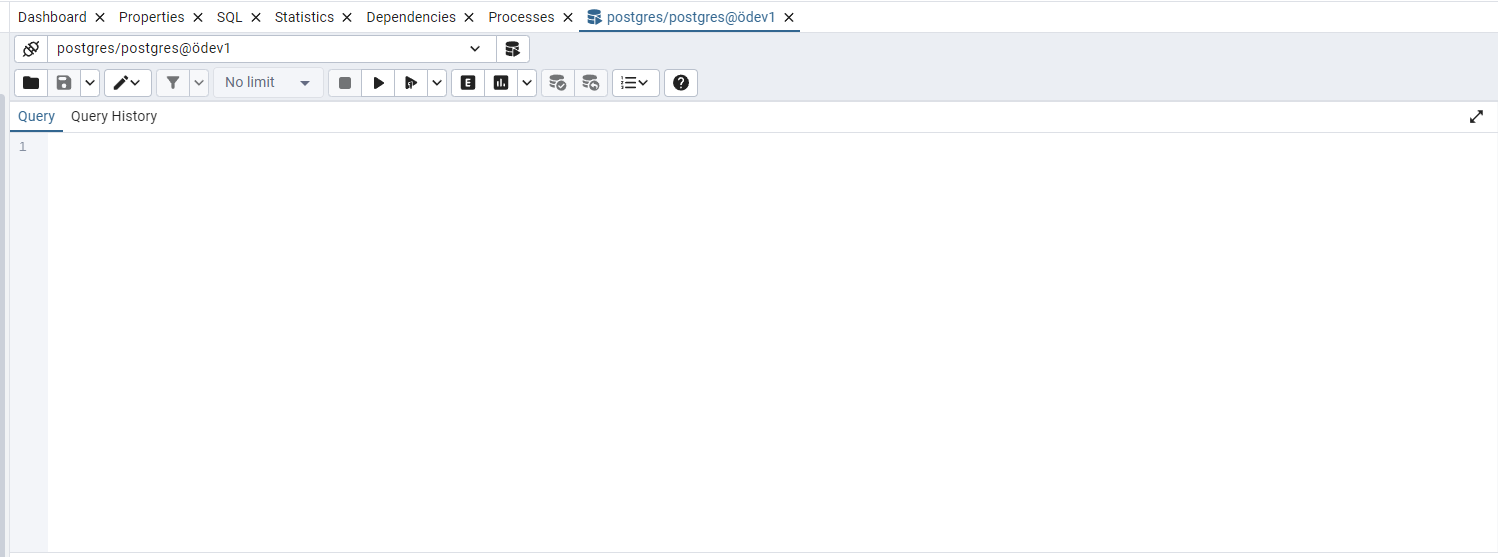 Dashboard Properties SQL Statistics Dependencies Processes postgres/postgres@ödev1
postgres/postgres@ödev1
No limit E
Query Query History
1